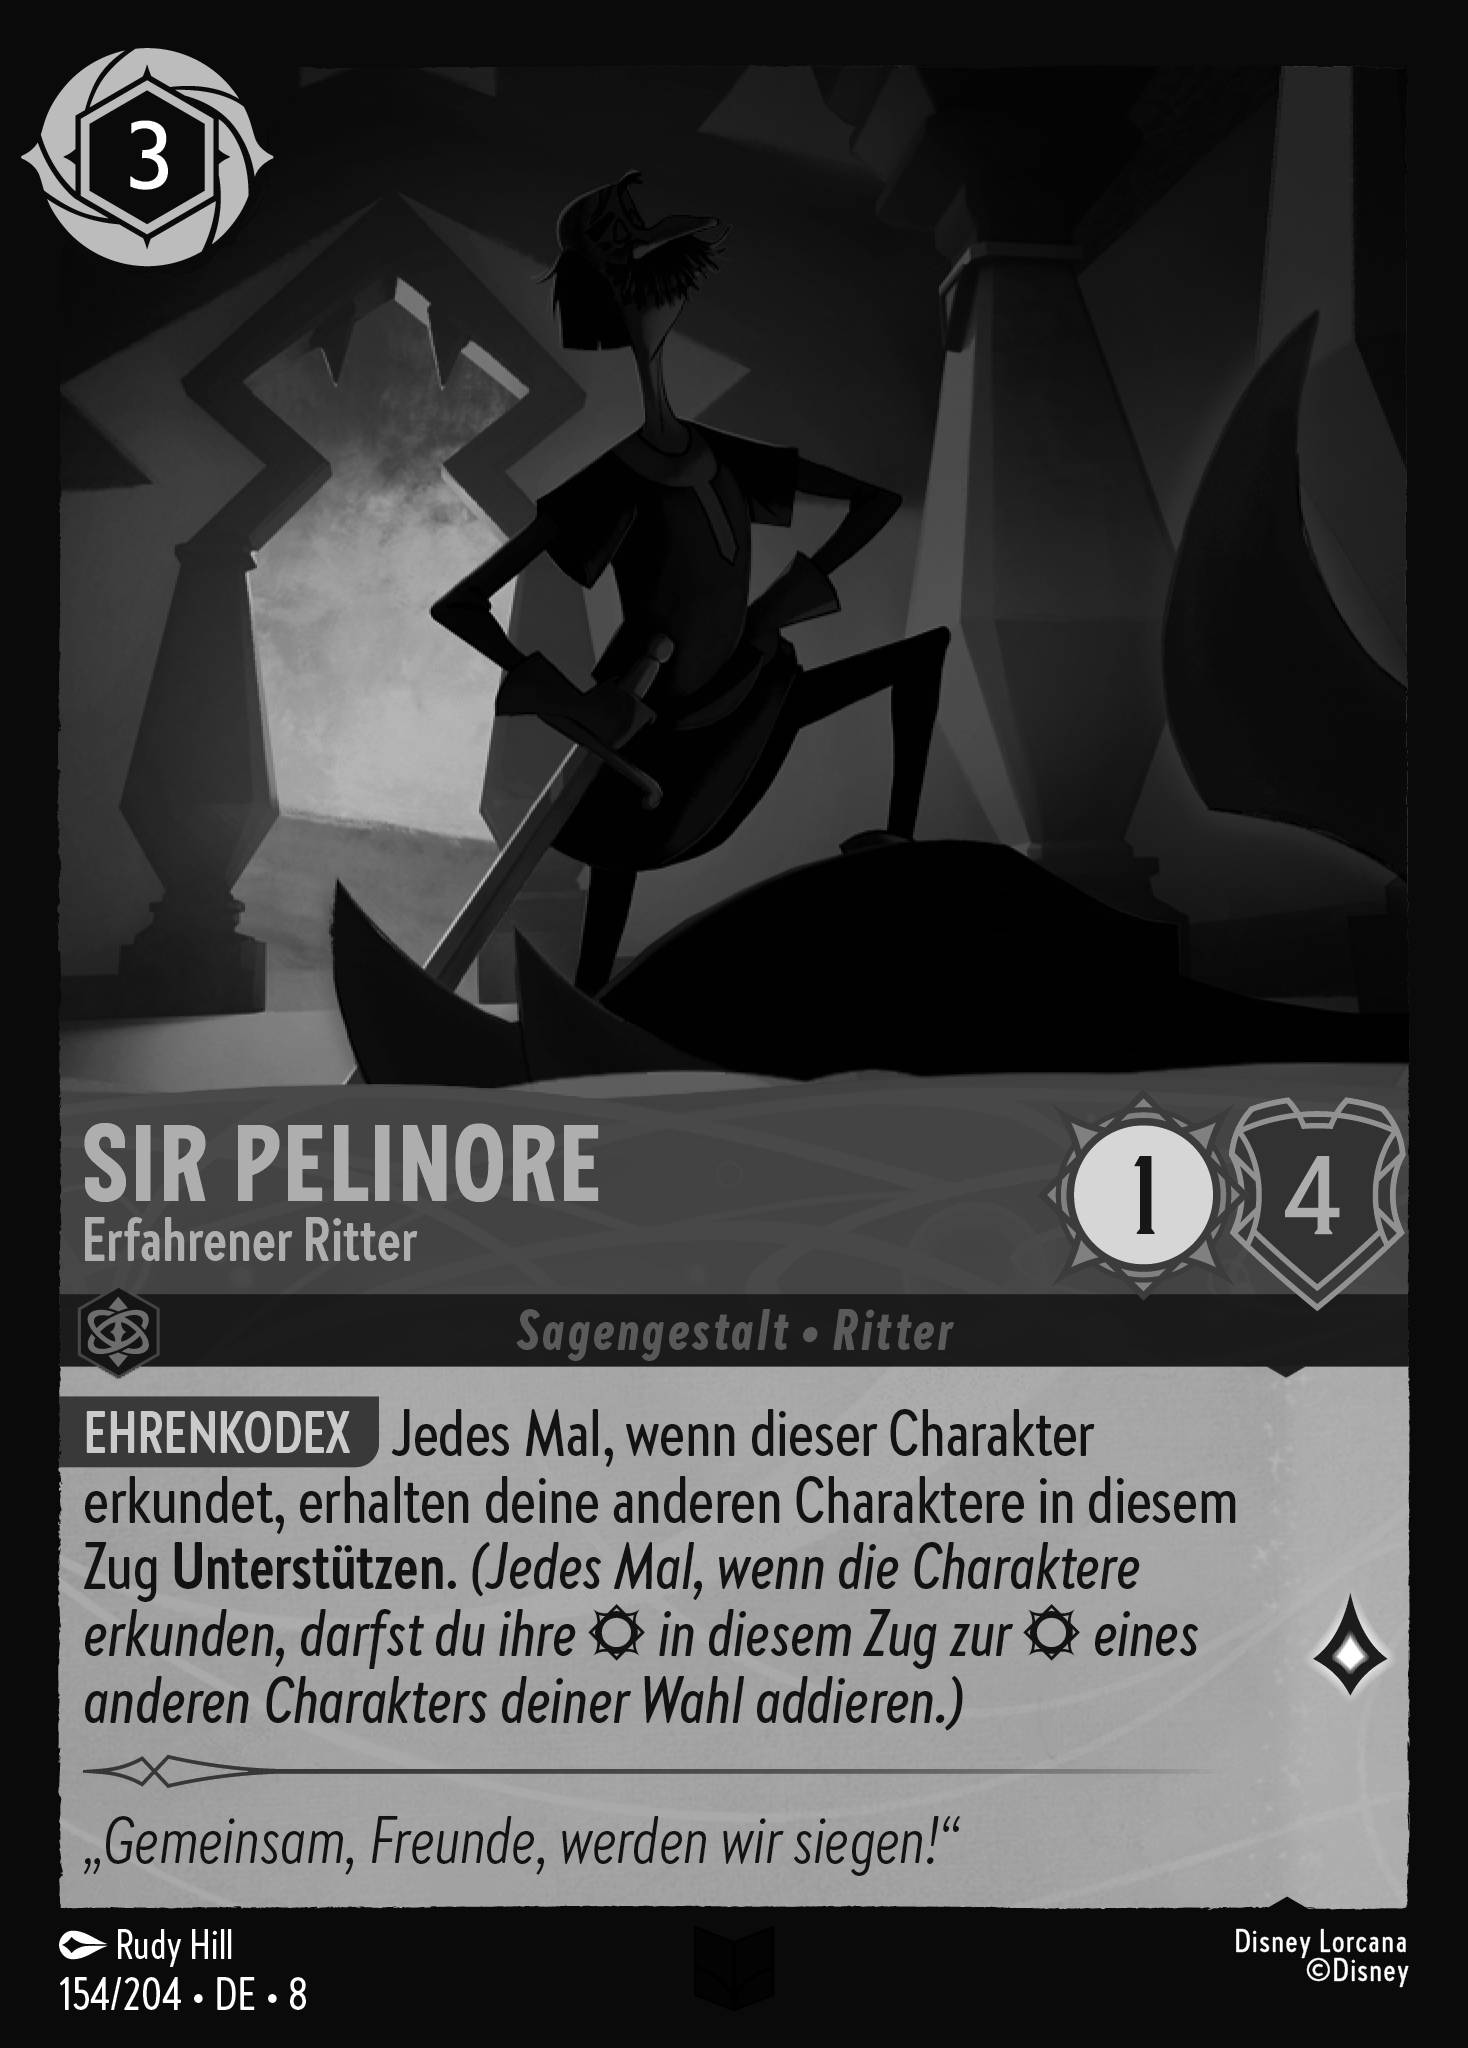 3
SIR PELINORE
Erfahrener Ritter
1 4
Sagengestalt • Ritter
EHRENKODEX Jedes Mal, wenn dieser Charakter
erkundet, erhalten deine anderen Charaktere in diesem
Zug Unterstützen. (Jedes Mal, wenn die Charaktere
erkunden, darfst du ihre in diesem Zug zur eines
anderen Charakters deiner Wahl addieren.)
„Gemeinsam, Freunde, werden wir siegen!“
Rudy Hill
154/204 • DE • 8
Disney Lorcana
©Disney